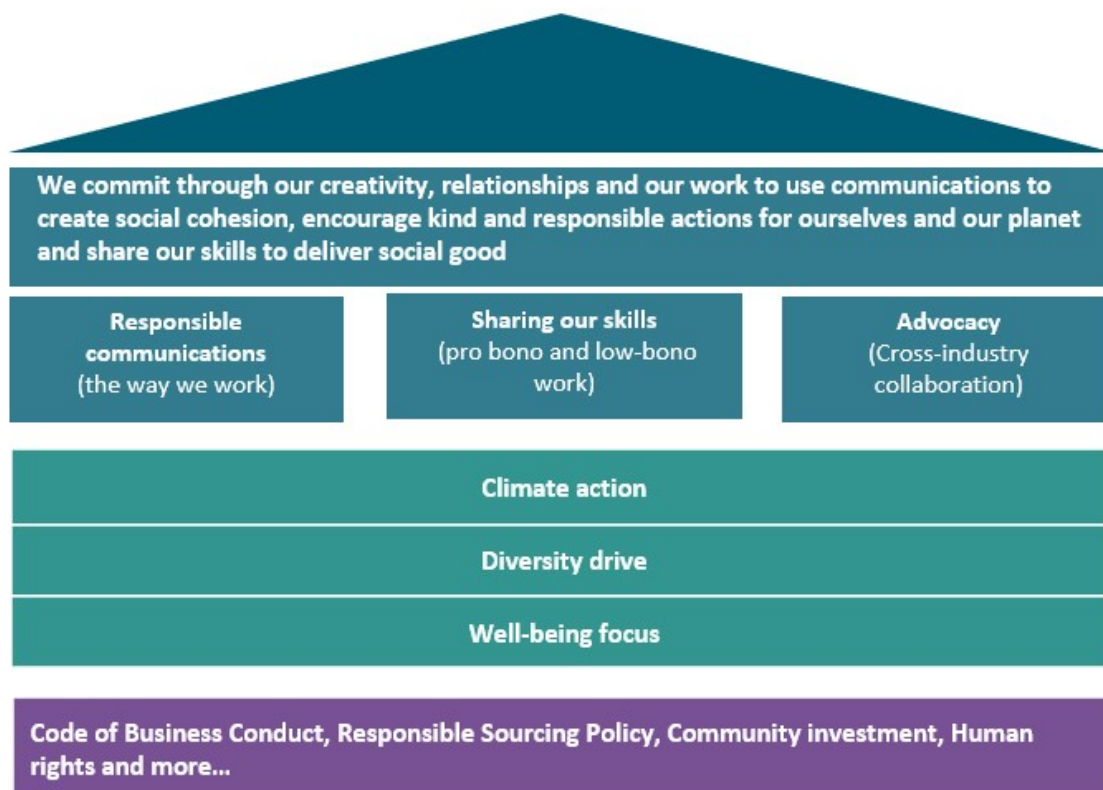 We commit through our creativity, relationships and our work to use communications to
create social cohesion, encourage kind and responsible actions for ourselves and our planet
and share our skills to deliver social good
Responsible
communications
(the way we work)
Sharing our skills
(pro bono and low-bono
work)
Advocacy
(Cross-industry
collaboration)
Climate action
Diversity drive
Well-being focus
Code of Business Conduct, Responsible Sourcing Policy, Community investment, Human
rights and more...